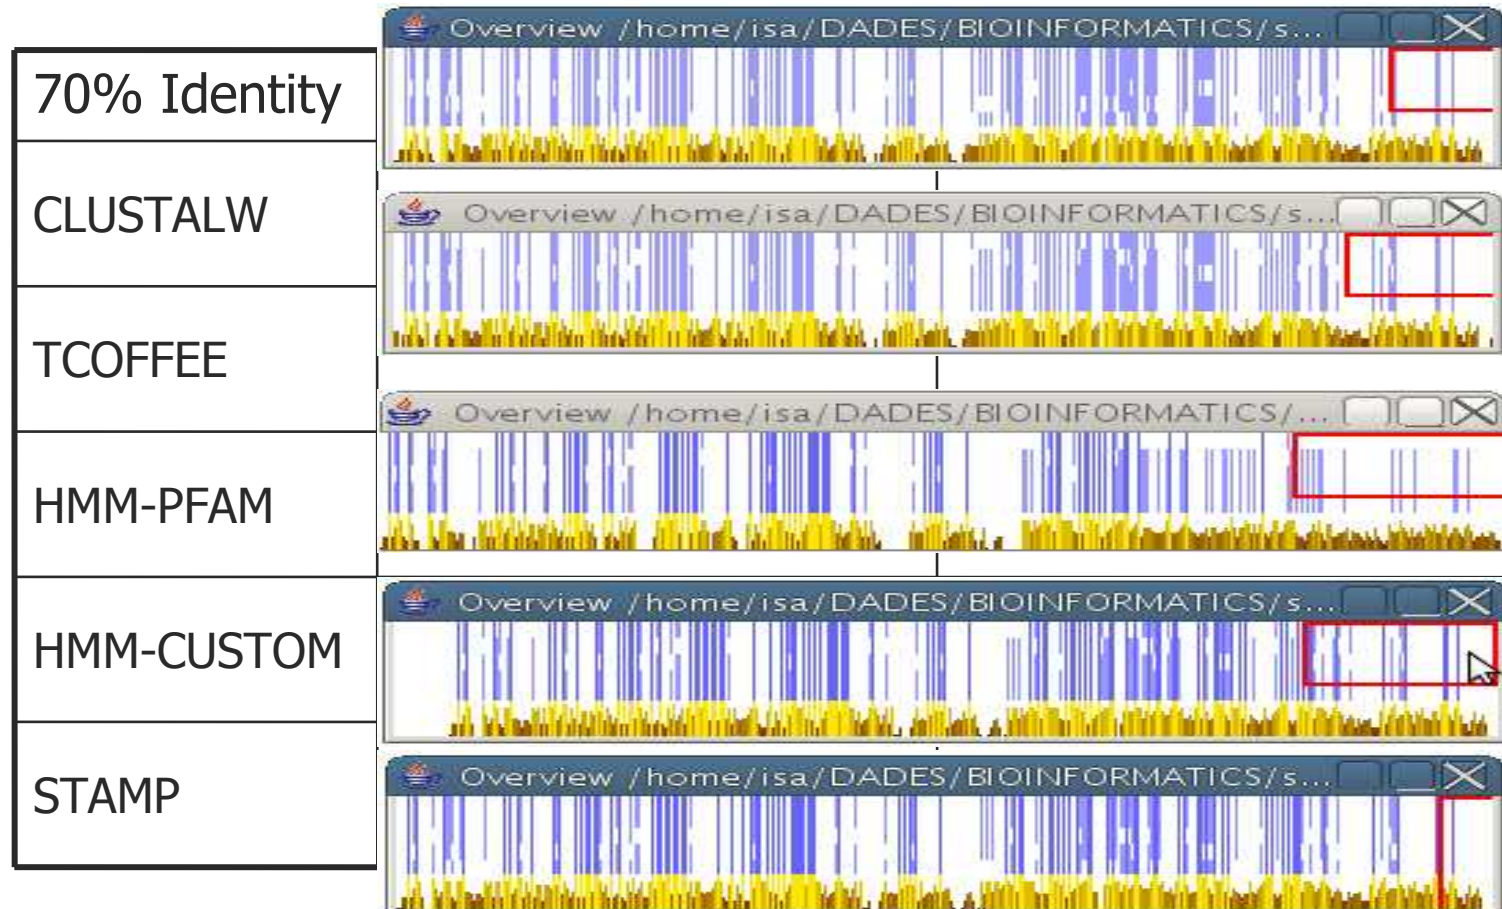 Overview /home/isa/DADES/BIOINFORMATICS/s...
70% Identity
CLUSTALW
Overview /home/isa/DADES/BIOINFORMATICS/s...
TCOFFEE
Overview /home/isa/DADES/BIOINFORMATICS/...
HMM-PFAM
Overview /home/isa/DADES/BIOINFORMATICS/s...
HMM-CUSTOM
Overview /home/isa/DADES/BIOINFORMATICS/s...
STAMP